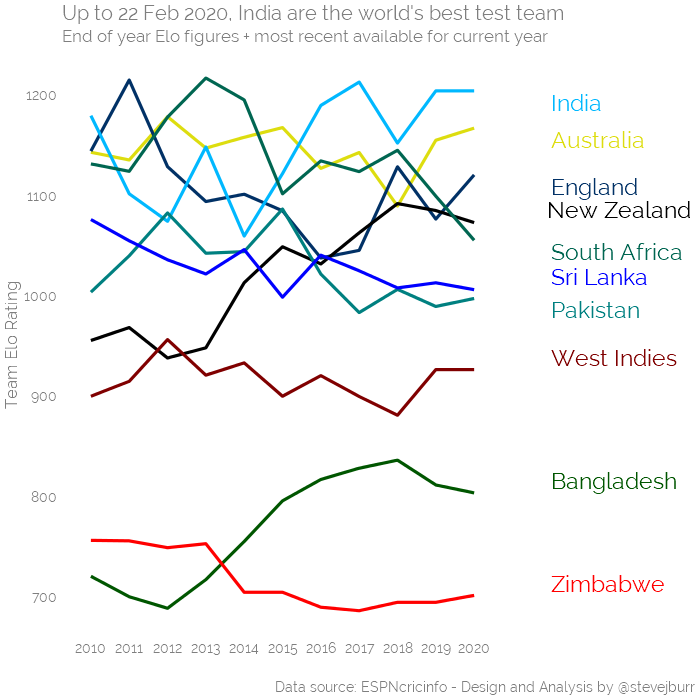 Up to 22 Feb 2020, India are the world's best test team
End of year Elo figures + most recent available for current year
Team Elo Rating
1200
1100
1000
900
800
700
2010 2011 2012 2013 2014 2015 2016 2017 2018 2019 2020
India
Australia
England
New Zealand
South Africa
Sri Lanka
Pakistan
West Indies
Bangladesh
Zimbabwe
Data source: ESPNcricinfo - Design and Analysis by @stevejburr